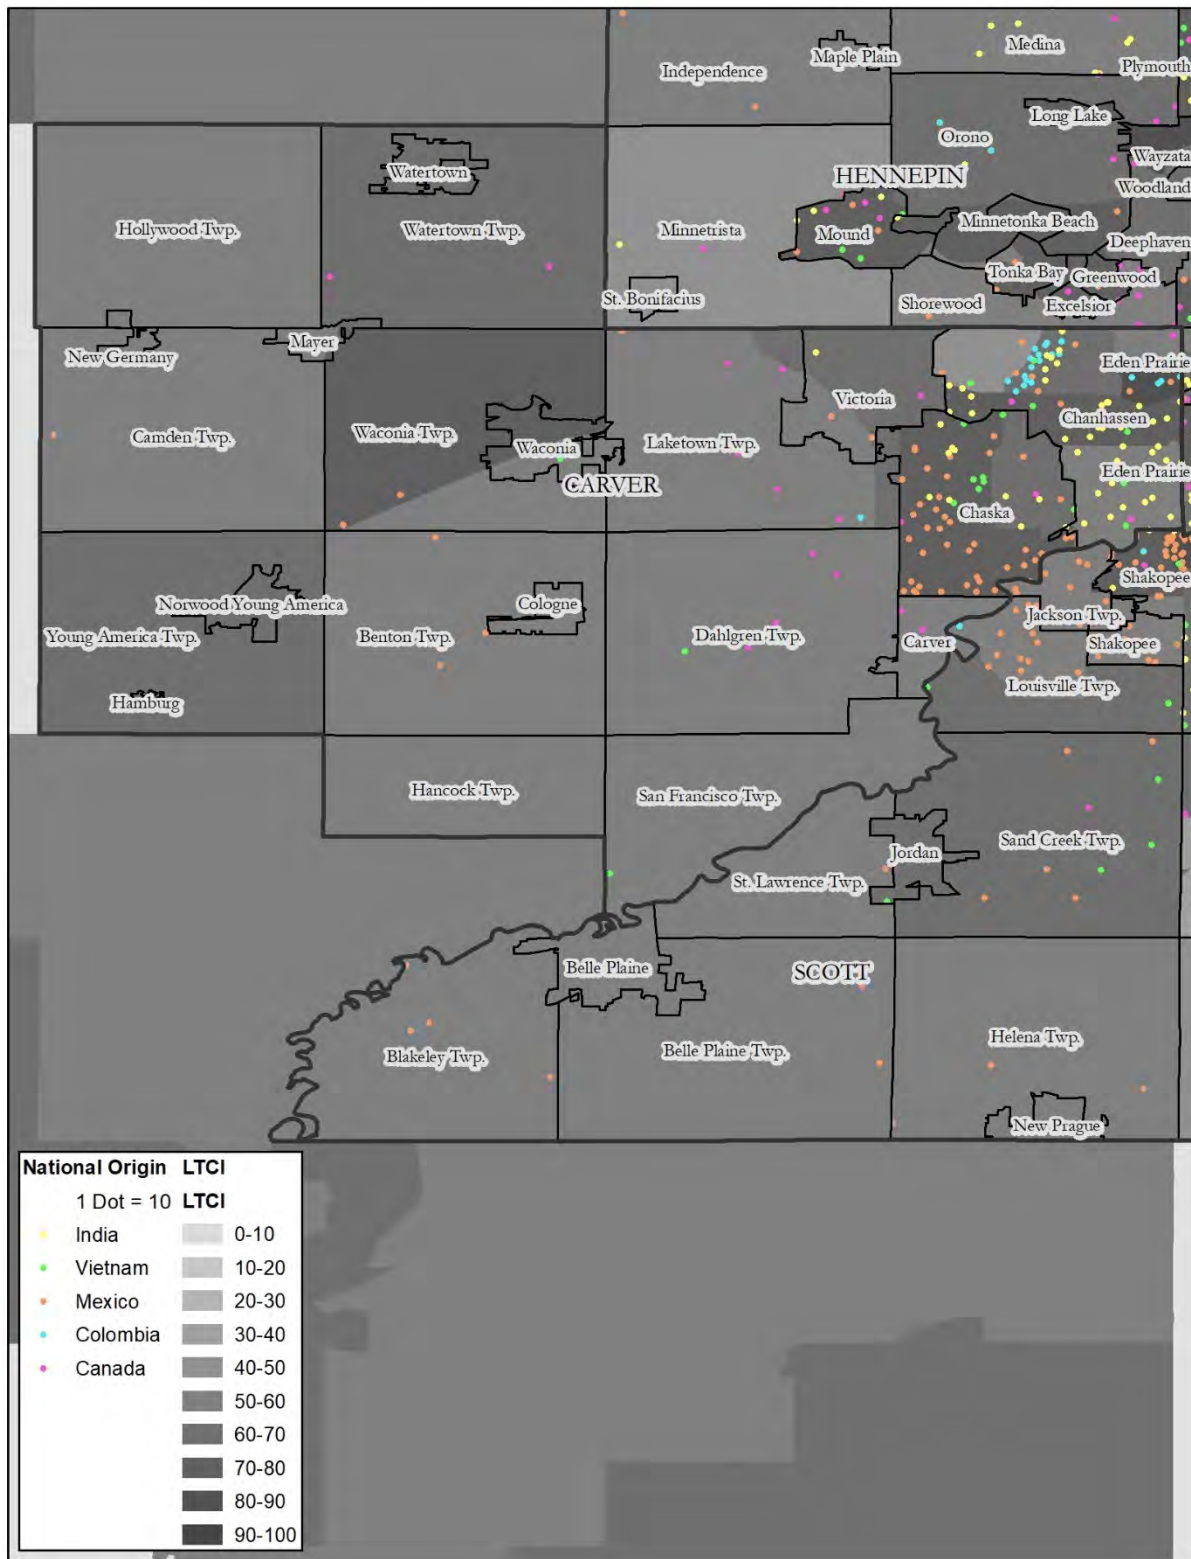 Medina
Maple Plain
Independence
Plymouth
Long Lake
Orono
Wayzata
Watertown
HENNEPIN
Woodland
Hollywood Twp.
Watertown Twp.
Minnetrista
Mound
Minnetonka Beach
Deephaven
Tonka Bay
Greenwood
St. Bonifacius
Shorewood
Excelsior
New Germany
Mayer
Eden Prairie
Victoria
Chanhassen
Camden Twp.
Waconia Twp.
Waconia
Laketown Twp.
Eden Prairie
CARVER
Chaska
Shakopee
Norwood Young America
Cologne
Jackson Twp.
Young America Twp.
Benton Twp.
Dahlgren Twp.
Carver
Shakopee
Hamburg
Louisville Twp.
Hancock Twp.
San Francisco Twp.
Jordan
Sand Creek Twp.
St. Lawrence Twp.
Belle Plaine
SCOTT
Blakeley Twp.
Belle Plaine Twp.
Helena Twp.
New Prague
National Origin LTCI
1 Dot = 10 LTCI
India 0-10
Vietnam 10-20
Mexico 20-30
Colombia 30-40
Canada 40-50
50-60
60-70
70-80
80-90
90-100